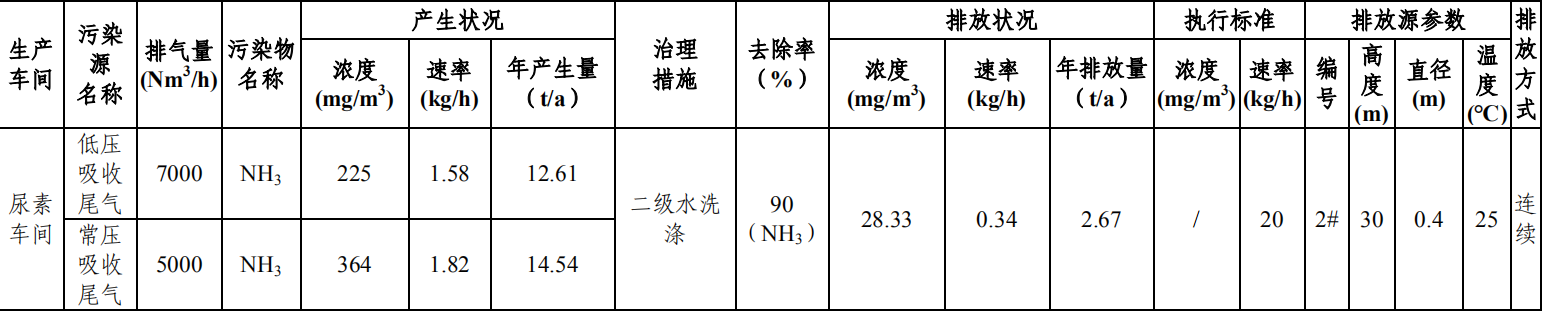 生产车间 污染源名称 排气量(Nm³/h) 污染物名称 产生状况 治理措施 去除率（%） 排放状况 执行标准 排放源参数 排放方式
浓度(mg/m³) 速率(kg/h) 年产生量（t/a） 浓度(mg/m³) 速率(kg/h) 年排放量（t/a） 浓度(mg/m³) 速率(kg/h) 编号 高度(m) 直径(m) 温度(℃)
尿素车间 低压吸收尾气 7000 NH₃ 225 1.58 12.61 二级水洗涤 90（NH₃） 28.33 0.34 2.67 / 20 2# 30 0.4 25 连续
常压吸收尾气 5000 NH₃ 364 1.82 14.54